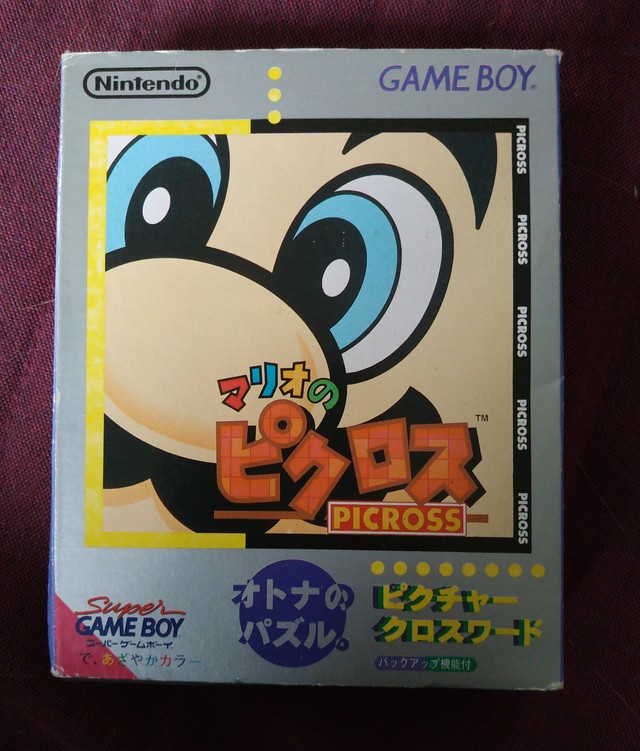 Nintendo®
GAME BOY®
PICROSS
PICROSS
PICROSS
PICROSS
PICROSS
マリオの
ピクロス™
PICROSS
Super
GAME BOY
スーパーゲームボーイ
で、あざやかカラー
オトナの
パズル。
ピクチャー
クロスワード
バックアップ機能付